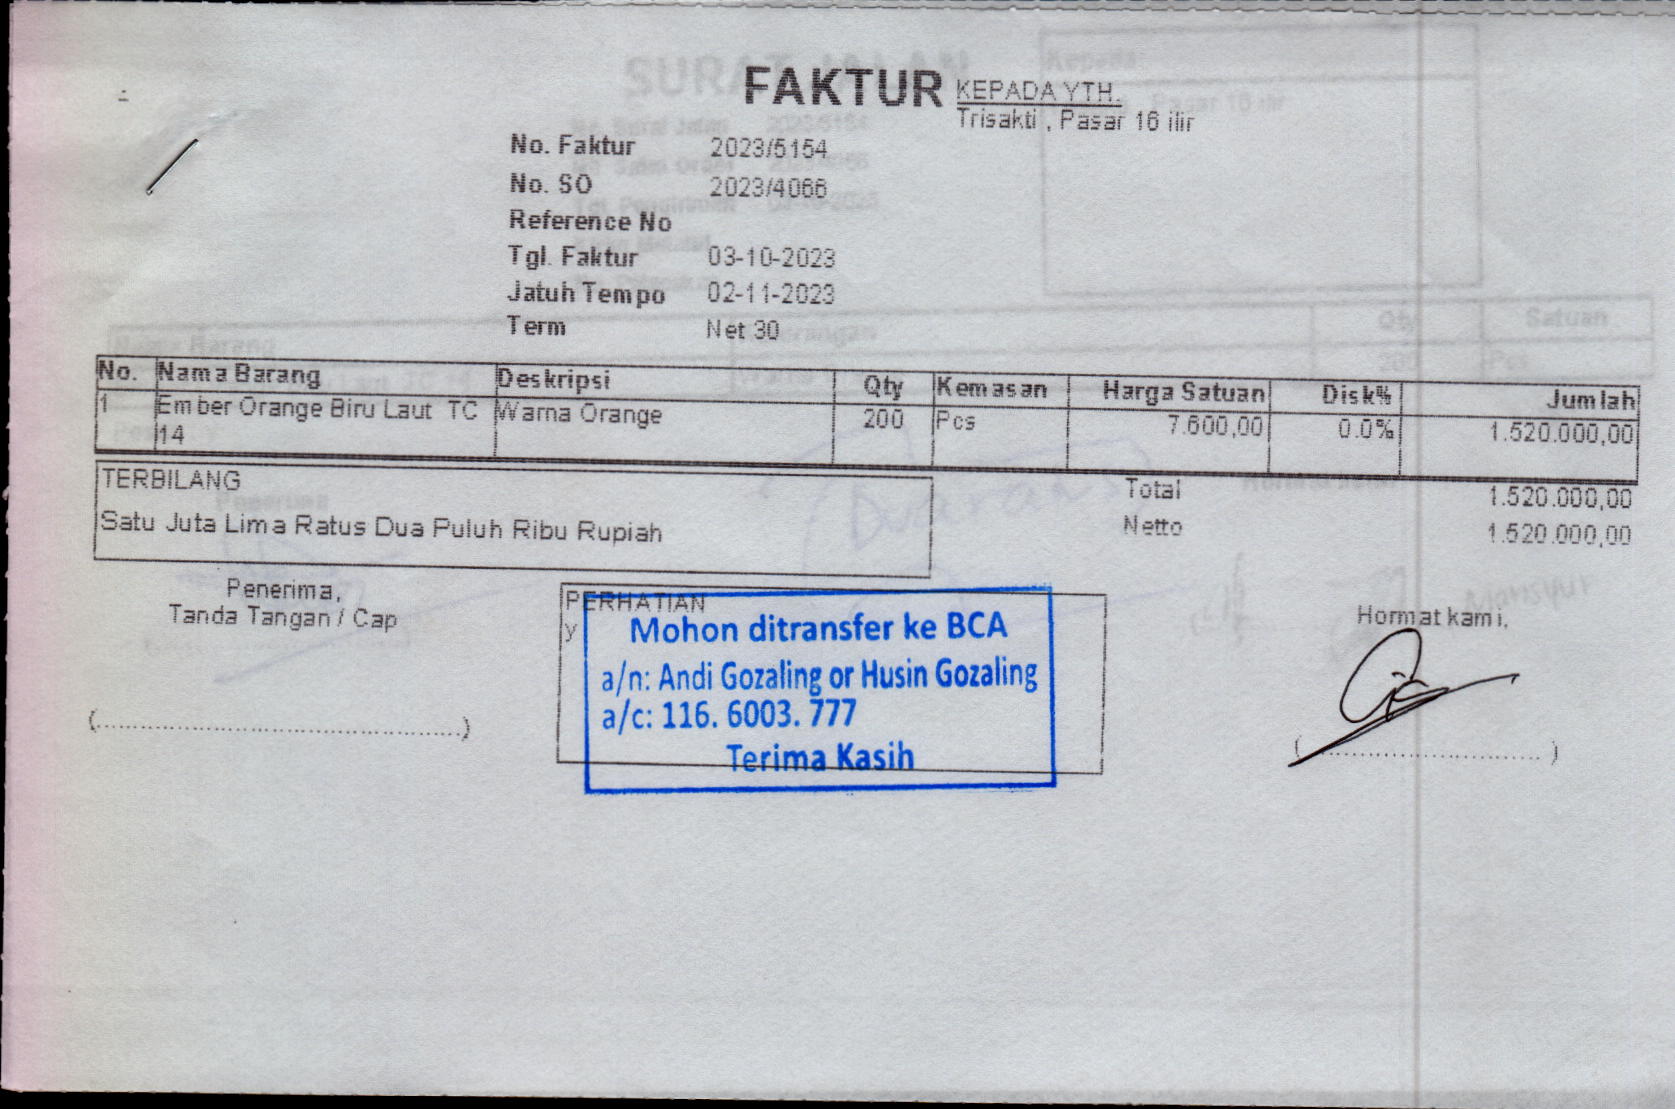 FAKTUR
KEPADA YTH.
Trisakti , Pasar 16 ilir
No. Faktur 2023/5154
No. SO 2023/4066
Reference No
Tgl. Faktur 03-10-2023
Jatuh Tempo 02-11-2023
Term Net 30
No. Nama Barang Deskripsi Qty Kemasan Harga Satuan Disk% Jumlah
1 Ember Orange Biru Laut TC Warna Orange 200 Pcs 7.600,00 0.0% 1.520.000,00
14
TERBILANG
Satu Juta Lima Ratus Dua Puluh Ribu Rupiah
Total 1.520.000,00
Netto 1.520.000,00
Penerima,
Tanda Tangan / Cap
(...............................................)
PERHATIAN
y
Mohon ditransfer ke BCA
a/n: Andi Gozaling or Husin Gozaling
a/c: 116. 6003. 777
Terima Kasih
Hormat kami,
(................................)